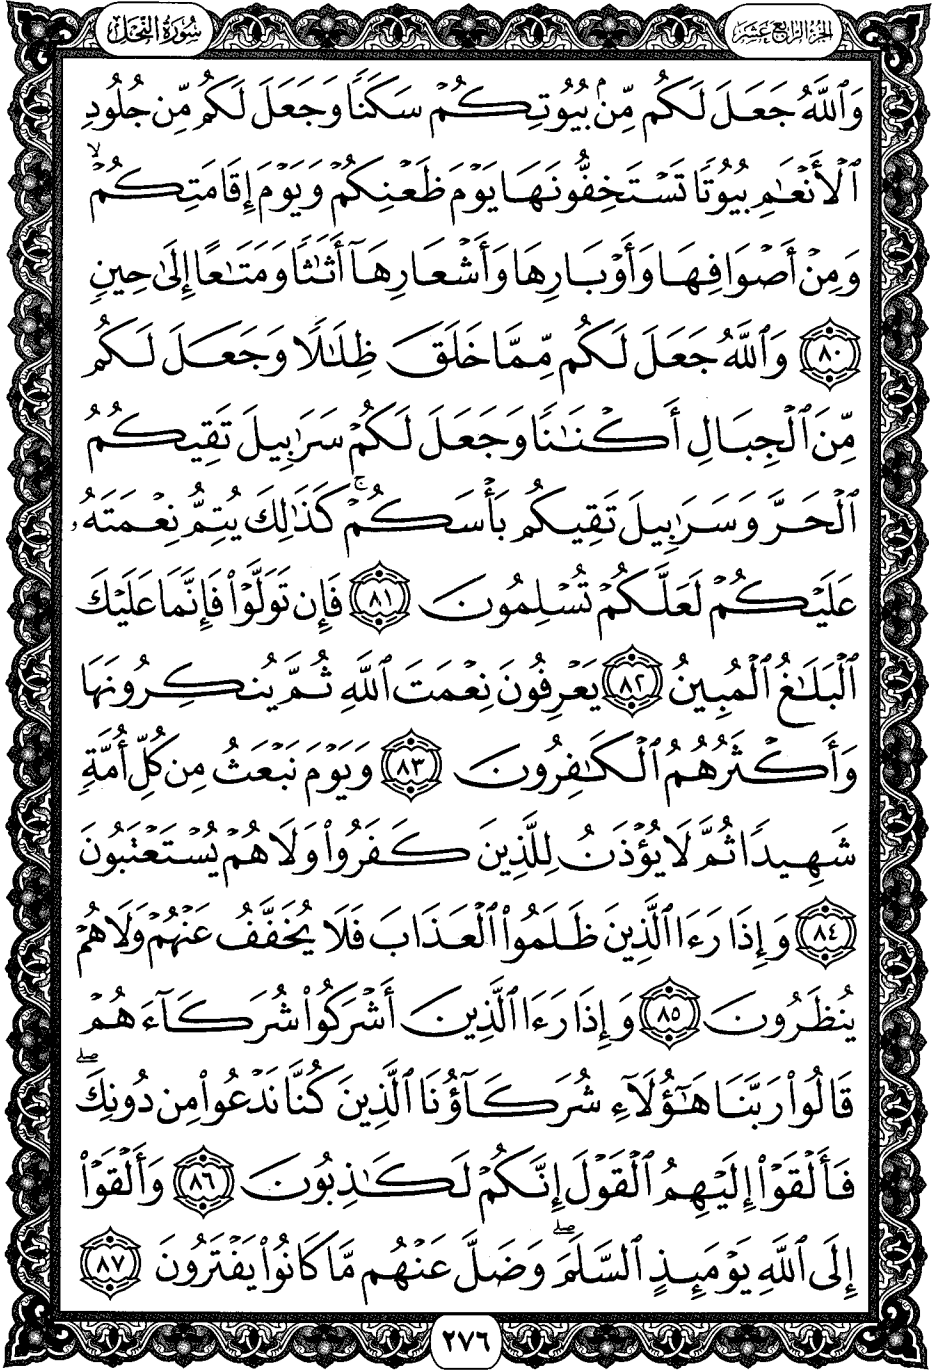 الجزء الرابع عشر
سورة النحل
وَٱللَّهُ جَعَلَ لَكُم مِّنۢ بُيُوتِكُمْ سَكَنًا وَجَعَلَ لَكُم مِّن جُلُودِ
ٱلْأَنْعَٰمِ بُيُوتًا تَسْتَخِفُّونَهَا يَوْمَ ظَعْنِكُمْ وَيَوْمَ إِقَامَتِكُمْ ۙ
وَمِنْ أَصْوَافِهَا وَأَوْبَارِهَا وَأَشْعَارِهَآ أَثَٰثًا وَمَتَٰعًا إِلَىٰ حِينٍ
٨٠ وَٱللَّهُ جَعَلَ لَكُم مِّمَّا خَلَقَ ظِلَٰلًا وَجَعَلَ لَكُم
مِّنَ ٱلْجِبَالِ أَكْنَٰنًا وَجَعَلَ لَكُمْ سَرَٰبِيلَ تَقِيكُمُ
ٱلْحَرَّ وَسَرَٰبِيلَ تَقِيكُم بَأْسَكُمْ ۚ كَذَٰلِكَ يُتِمُّ نِعْمَتَهُۥ
عَلَيْكُمْ لَعَلَّكُمْ تُسْلِمُونَ ٨١ فَإِن تَوَلَّوْا۟ فَإِنَّمَا عَلَيْكَ
ٱلْبَلَٰغُ ٱلْمُبِينُ ٨٢ يَعْرِفُونَ نِعْمَتَ ٱللَّهِ ثُمَّ يُنكِرُونَهَا
وَأَكْثَرُهُمُ ٱلْكَٰفِرُونَ ٨٣ وَيَوْمَ نَبْعَثُ مِن كُلِّ أُمَّةٍ
شَهِيدًا ثُمَّ لَا يُؤْذَنُ لِلَّذِينَ كَفَرُوا۟ وَلَا هُمْ يُسْتَعْتَبُونَ
٨٤ وَإِذَا رَءَا ٱلَّذِينَ ظَلَمُوا۟ ٱلْعَذَابَ فَلَا يُخَفَّفُ عَنْهُمْ وَلَا هُمْ
يُنظَرُونَ ٨٥ وَإِذَا رَءَا ٱلَّذِينَ أَشْرَكُوا۟ شُرَكَآءَهُمْ
قَالُوا۟ رَبَّنَا هَٰٓؤُلَآءِ شُرَكَآؤُنَا ٱلَّذِينَ كُنَّا نَدْعُوا۟ مِن دُونِكَ ۖ
فَأَلْقَوْا۟ إِلَيْهِمُ ٱلْقَوْلَ إِنَّكُمْ لَكَٰذِبُونَ ٨٦ وَأَلْقَوْا۟
إِلَى ٱللَّهِ يَوْمَئِذٍ ٱلسَّلَمَ ۖ وَضَلَّ عَنْهُم مَّا كَانُوا۟ يَفْتَرُونَ ٨٧
٢٧٦